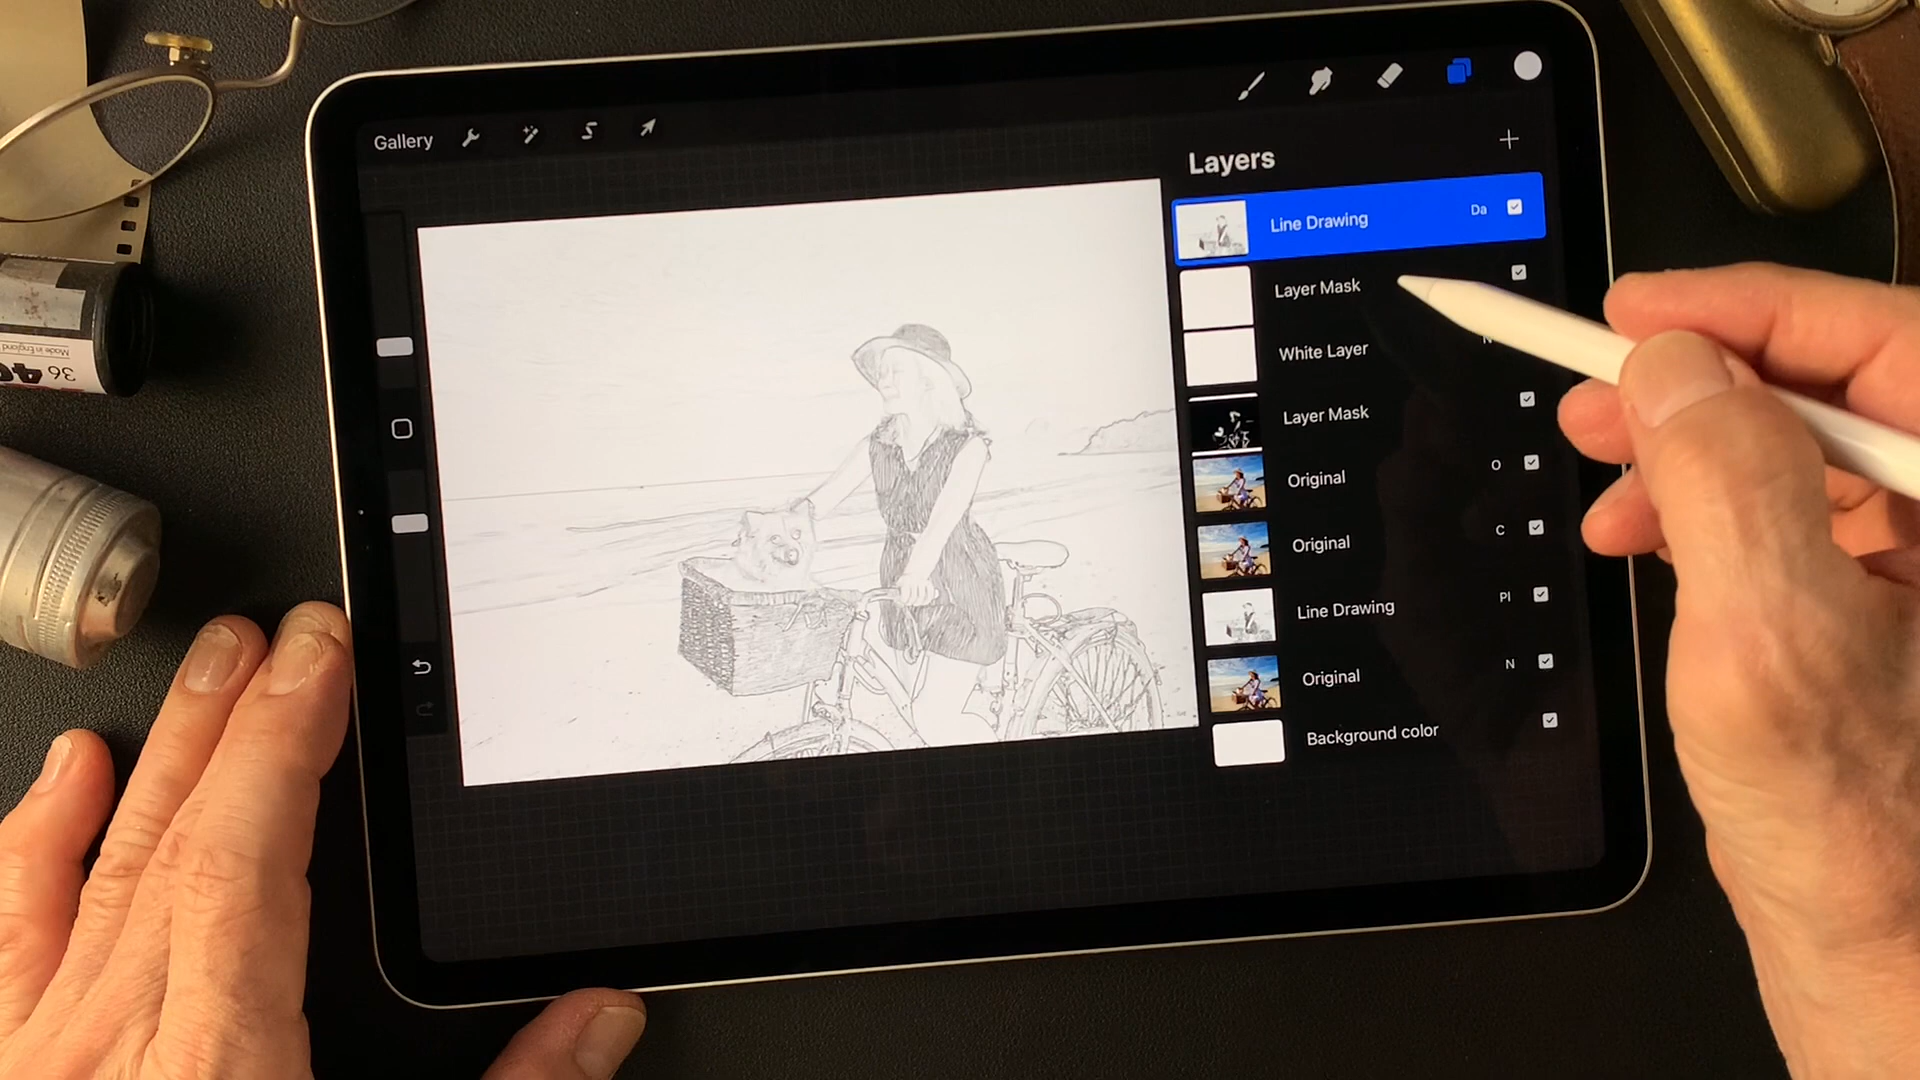 Gallery
Layers
Line Drawing Da
Layer Mask
White Layer N
Layer Mask
Original O
Original C
Line Drawing Pl
Original N
Background color
Made in England
36